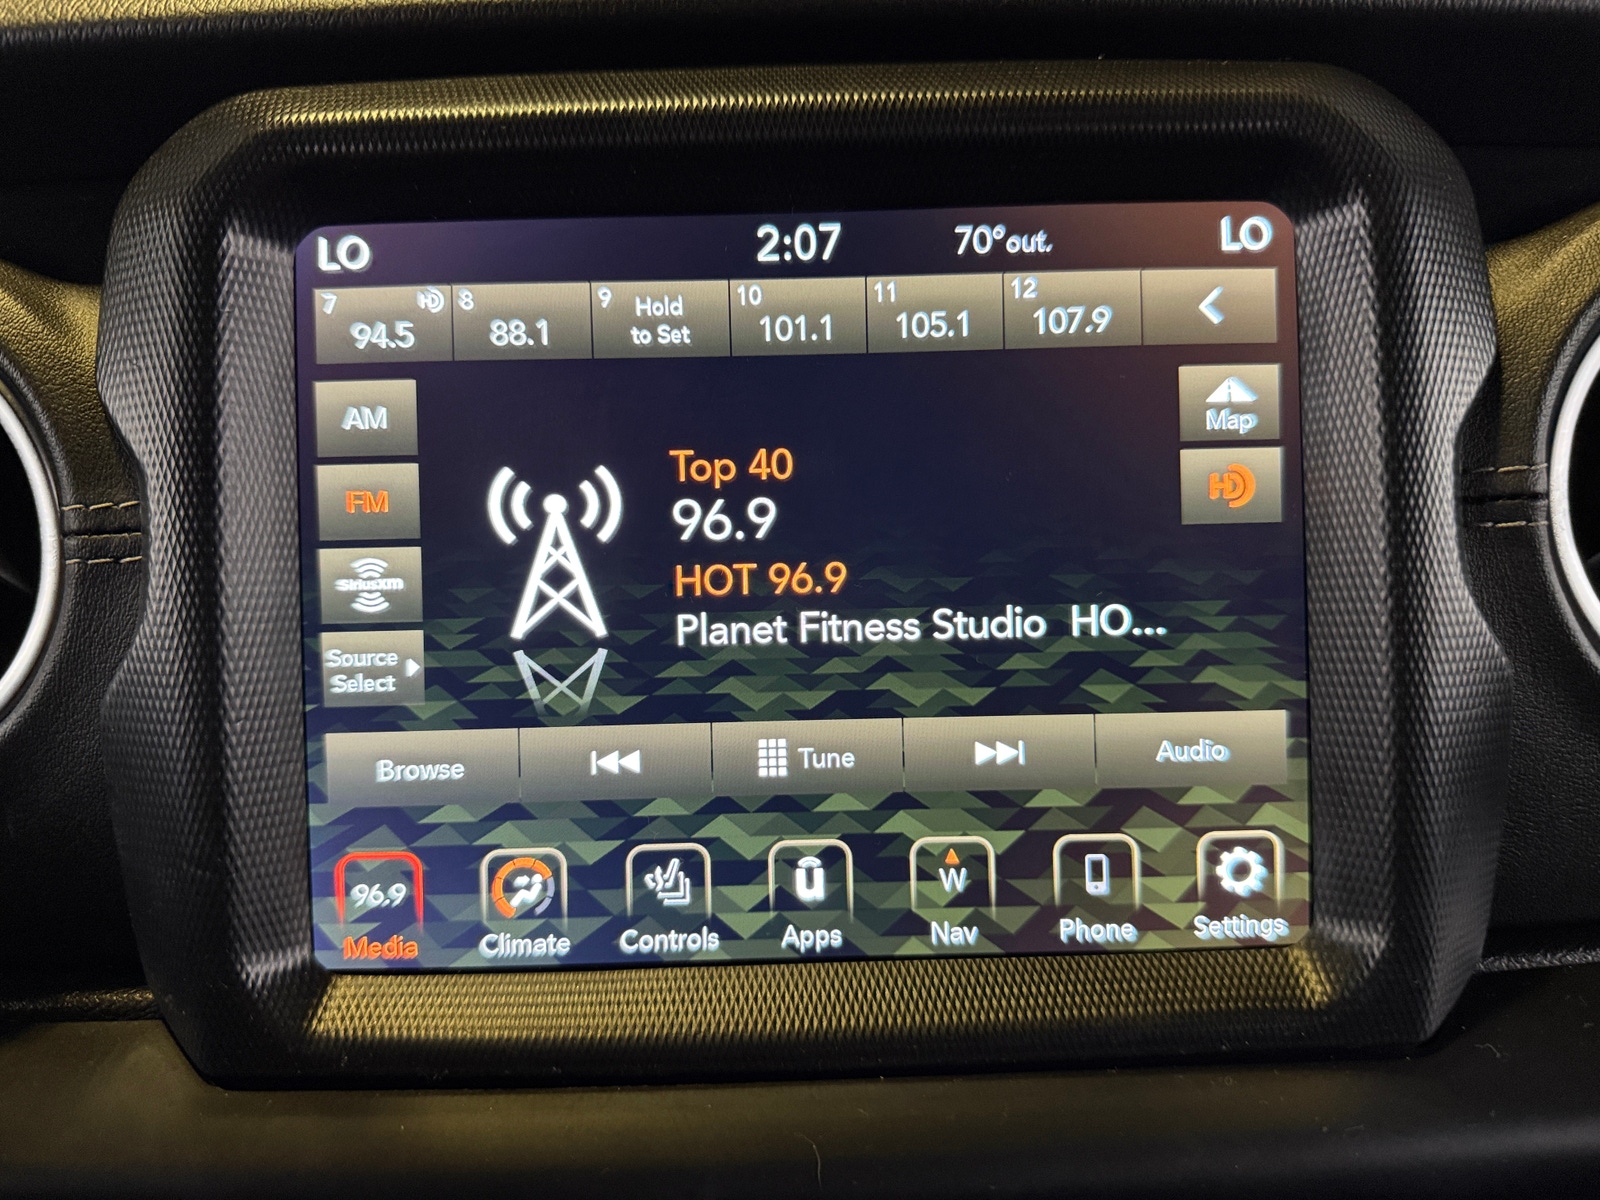 LO 2:07 70°out. LO
7 94.5 HD
8 88.1
9 Hold
to Set
10 101.1
11 105.1
12 107.9
AM
FM
SiriusXM
Source
Select
Top 40
96.9
HOT 96.9
Planet Fitness Studio HO...
Map
HD
Browse Tune Audio
96.9 W
Media Climate Controls Apps Nav Phone Settings